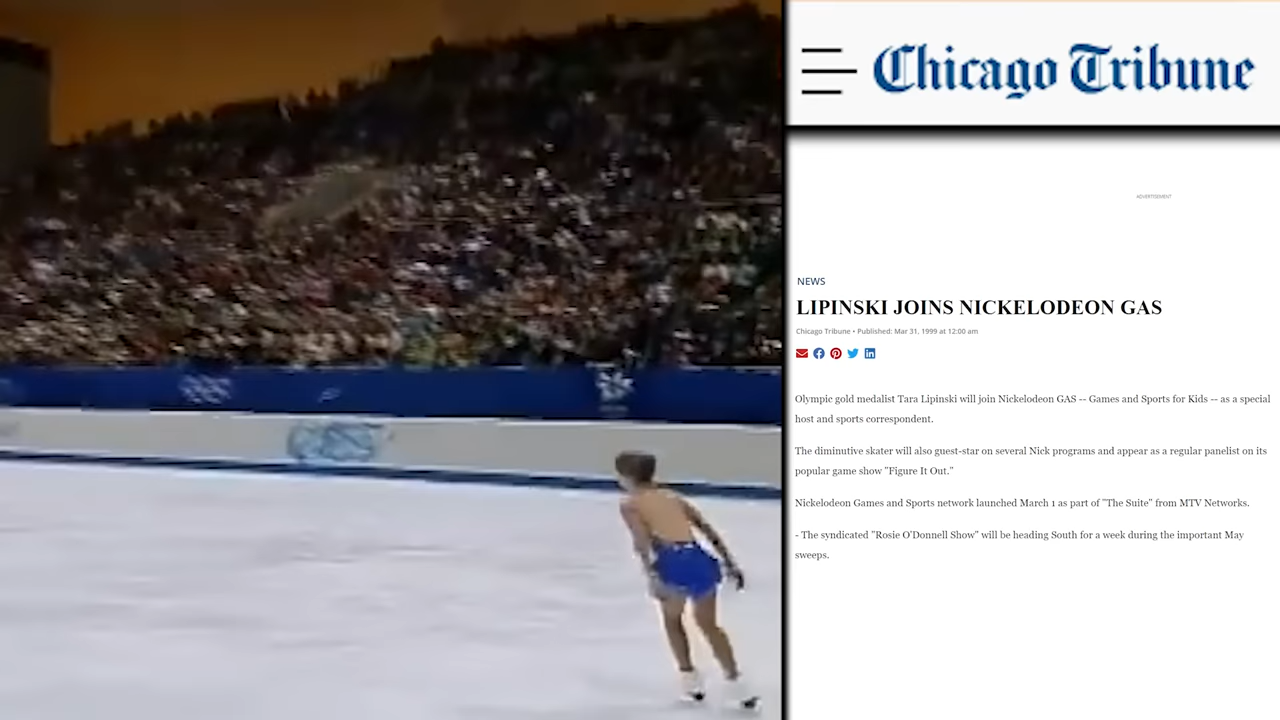 Chicago Tribune
ADVERTISEMENT
NEWS
LIPINSKI JOINS NICKELODEON GAS
Chicago Tribune • Published: Mar 31, 1999 at 12:00 am
Olympic gold medalist Tara Lipinski will join Nickelodeon GAS -- Games and Sports for Kids -- as a special
host and sports correspondent.
The diminutive skater will also guest-star on several Nick programs and appear as a regular panelist on its
popular game show "Figure It Out."
Nickelodeon Games and Sports network launched March 1 as part of "The Suite" from MTV Networks.
- The syndicated "Rosie O'Donnell Show" will be heading South for a week during the important May
sweeps.